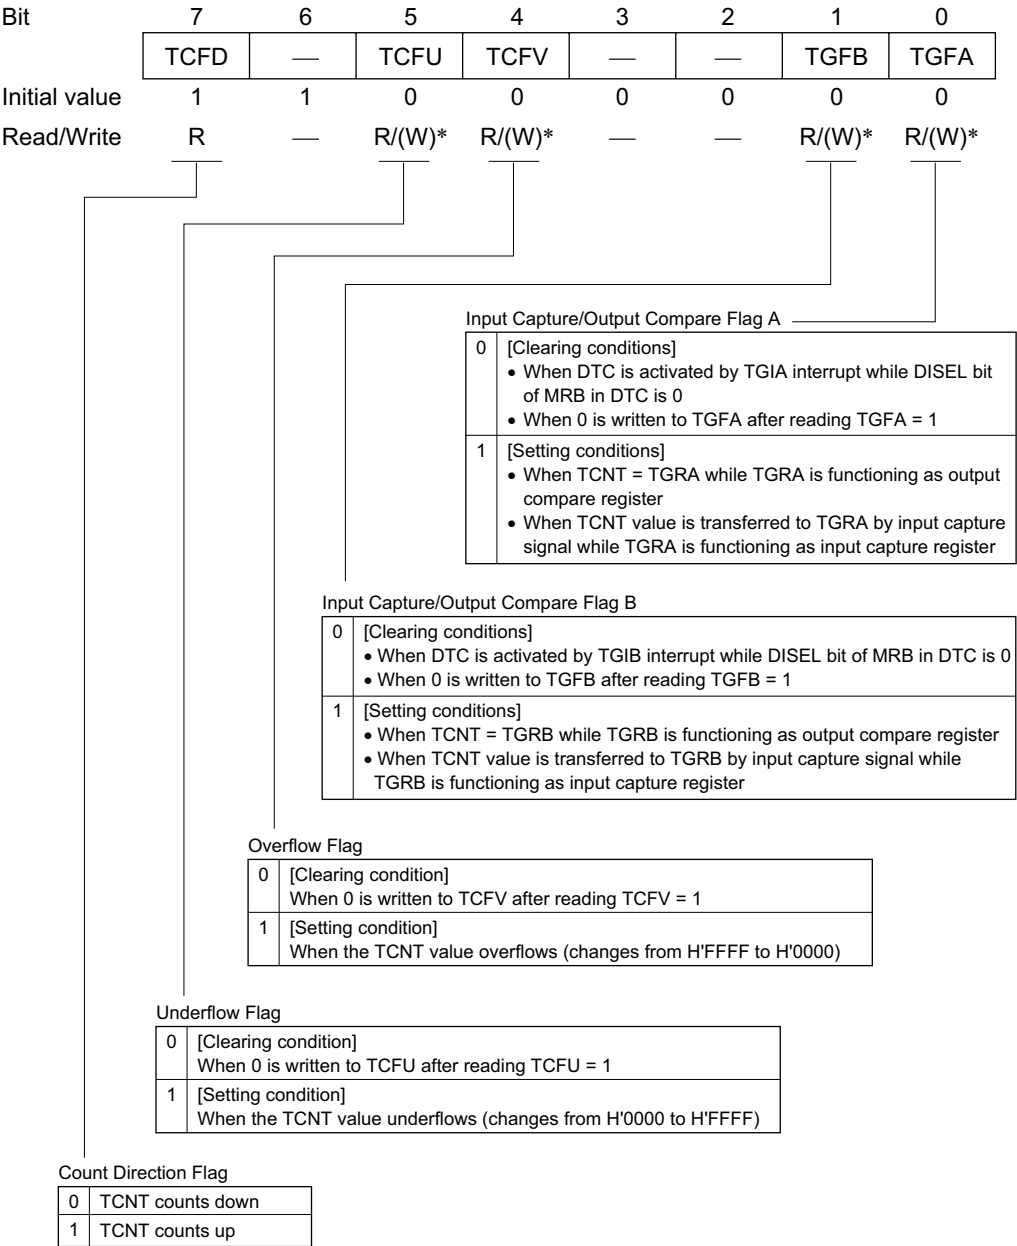 Bit 7 6 5 4 3 2 1 0
TCFD — TCFU TCFV — — TGFB TGFA
Initial value 1 1 0 0 0 0 0 0
Read/Write R — R/(W)* R/(W)* — — R/(W)* R/(W)*
Input Capture/Output Compare Flag A
0 [Clearing conditions]
• When DTC is activated by TGIA interrupt while DISEL bit
of MRB in DTC is 0
• When 0 is written to TGFA after reading TGFA = 1
1 [Setting conditions]
• When TCNT = TGRA while TGRA is functioning as output
compare register
• When TCNT value is transferred to TGRA by input capture
signal while TGRA is functioning as input capture register
Input Capture/Output Compare Flag B
0 [Clearing conditions]
• When DTC is activated by TGIB interrupt while DISEL bit of MRB in DTC is 0
• When 0 is written to TGFB after reading TGFB = 1
1 [Setting conditions]
• When TCNT = TGRB while TGRB is functioning as output compare register
• When TCNT value is transferred to TGRB by input capture signal while
TGRB is functioning as input capture register
Overflow Flag
0 [Clearing condition]
When 0 is written to TCFV after reading TCFV = 1
1 [Setting condition]
When the TCNT value overflows (changes from H'FFFF to H'0000)
Underflow Flag
0 [Clearing condition]
When 0 is written to TCFU after reading TCFU = 1
1 [Setting condition]
When the TCNT value underflows (changes from H'0000 to H'FFFF)
Count Direction Flag
0 TCNT counts down
1 TCNT counts up